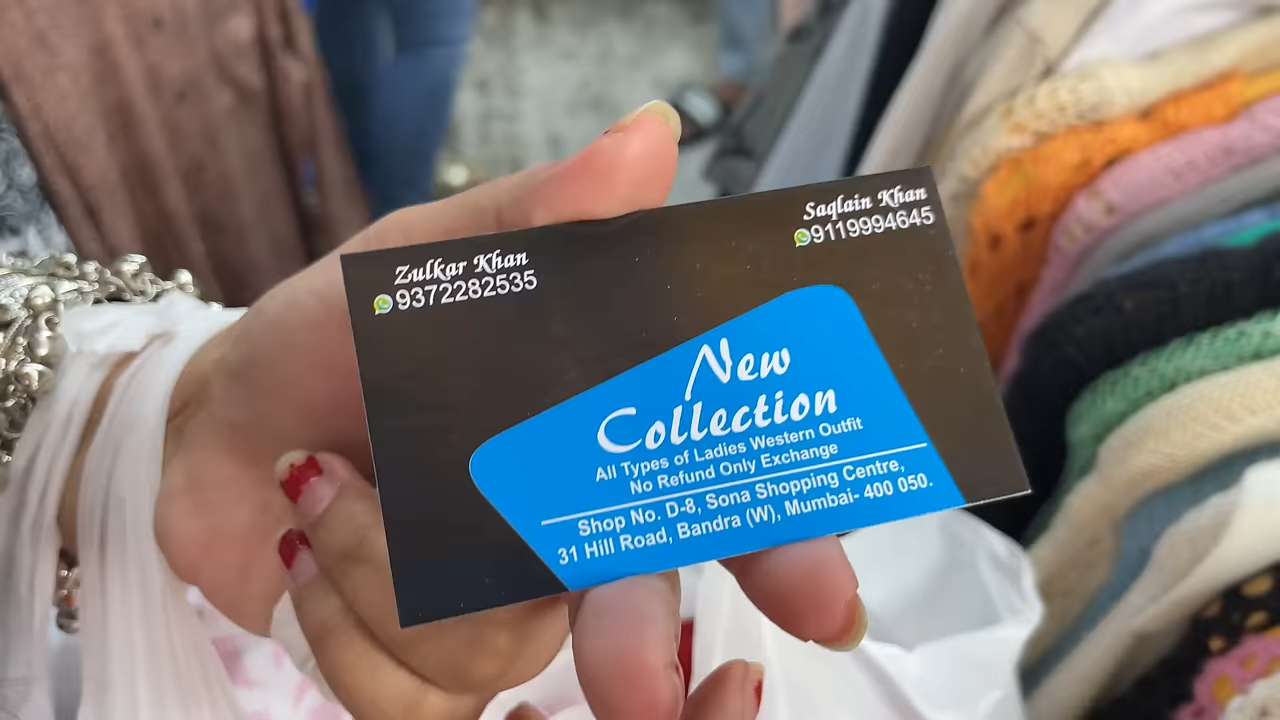 Zulkar Khan
9372282535
Saqlain Khan
9119994645
New
Collection
All Types of Ladies Western Outfit
No Refund Only Exchange
Shop No. D-8, Sona Shopping Centre,
31 Hill Road, Bandra (W), Mumbai- 400 050.